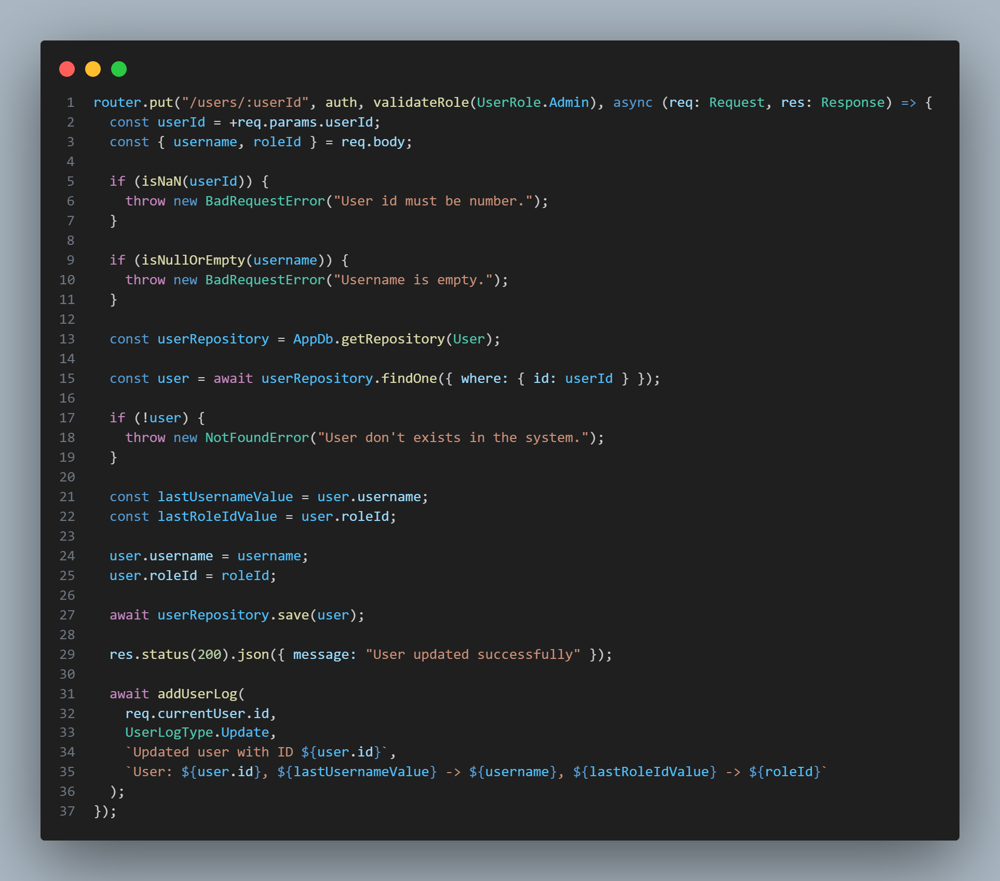 1 router.put("/users/:userId", auth, validateRole(UserRole.Admin), async (req: Request, res: Response) => {
2   const userId = +req.params.userId;
3   const { username, roleId } = req.body;
4
5   if (isNaN(userId)) {
6     throw new BadRequestError("User id must be number.");
7   }
8
9   if (isNullOrEmpty(username)) {
10     throw new BadRequestError("Username is empty.");
11   }
12
13   const userRepository = AppDb.getRepository(User);
14
15   const user = await userRepository.findOne({ where: { id: userId } });
16
17   if (!user) {
18     throw new NotFoundError("User don't exists in the system.");
19   }
20
21   const lastUsernameValue = user.username;
22   const lastRoleIdValue = user.roleId;
23
24   user.username = username;
25   user.roleId = roleId;
26
27   await userRepository.save(user);
28
29   res.status(200).json({ message: "User updated successfully" });
30
31   await addUserLog(
32     req.currentUser.id,
33     UserLogType.Update,
34     `Updated user with ID ${user.id}`,
35     `User: ${user.id}, ${lastUsernameValue} -> ${username}, ${lastRoleIdValue} -> ${roleId}`
36   );
37 });